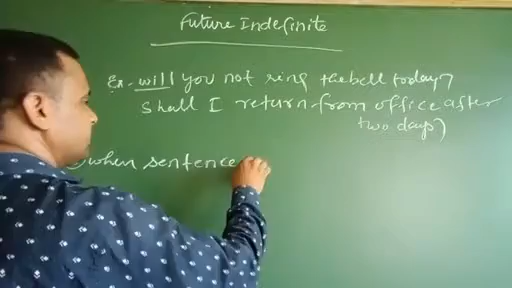 Future Indefinite
Ex - will you not ring the bell today?
Shall I return from office after
two days?
when sentence